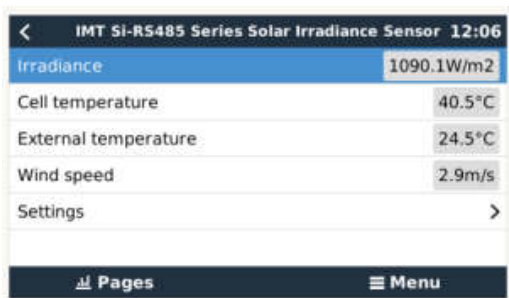 IMT Si-RS485 Series Solar Irradiance Sensor 12:06
Irradiance 1090.1W/m2
Cell temperature 40.5°C
External temperature 24.5°C
Wind speed 2.9m/s
Settings
Pages Menu